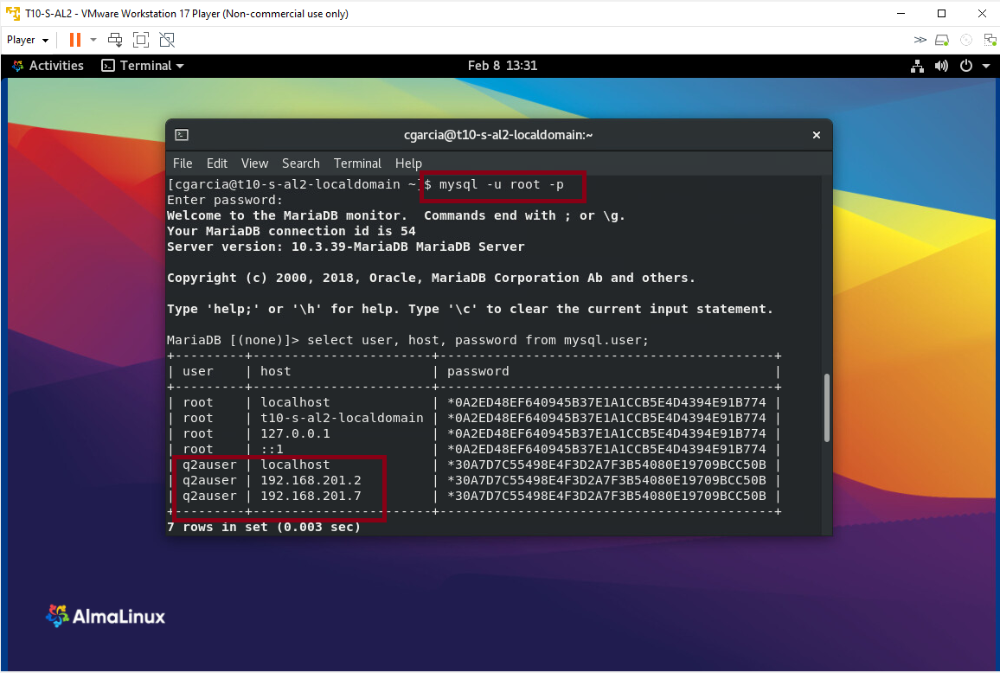 T10-S-AL2 - VMware Workstation 17 Player (Non-commercial use only)
Player
Activities Terminal Feb 8 13:31
cgarcia@t10-s-al2-localdomain:~
File Edit View Search Terminal Help
[cgarcia@t10-s-al2-localdomain ~]$ mysql -u root -p
Enter password:
Welcome to the MariaDB monitor.  Commands end with ; or \g.
Your MariaDB connection id is 54
Server version: 10.3.39-MariaDB MariaDB Server
Copyright (c) 2000, 2018, Oracle, MariaDB Corporation Ab and others.
Type 'help;' or '\h' for help. Type '\c' to clear the current input statement.
MariaDB [(none)]> select user, host, password from mysql.user;
+---------+-----------------------+-------------------------------------------+
| user    | host                  | password                                  |
+---------+-----------------------+-------------------------------------------+
| root    | localhost             | *0A2ED48EF640945B37E1A1CCB5E4D4394E91B774 |
| root    | t10-s-al2-localdomain | *0A2ED48EF640945B37E1A1CCB5E4D4394E91B774 |
| root    | 127.0.0.1             | *0A2ED48EF640945B37E1A1CCB5E4D4394E91B774 |
| root    | ::1                   | *0A2ED48EF640945B37E1A1CCB5E4D4394E91B774 |
| q2auser | localhost             | *30A7D7C55498E4F3D2A7F3B54080E19709BCC50B |
| q2auser | 192.168.201.2         | *30A7D7C55498E4F3D2A7F3B54080E19709BCC50B |
| q2auser | 192.168.201.7         | *30A7D7C55498E4F3D2A7F3B54080E19709BCC50B |
+---------+-----------------------+-------------------------------------------+
7 rows in set (0.003 sec)
AlmaLinux